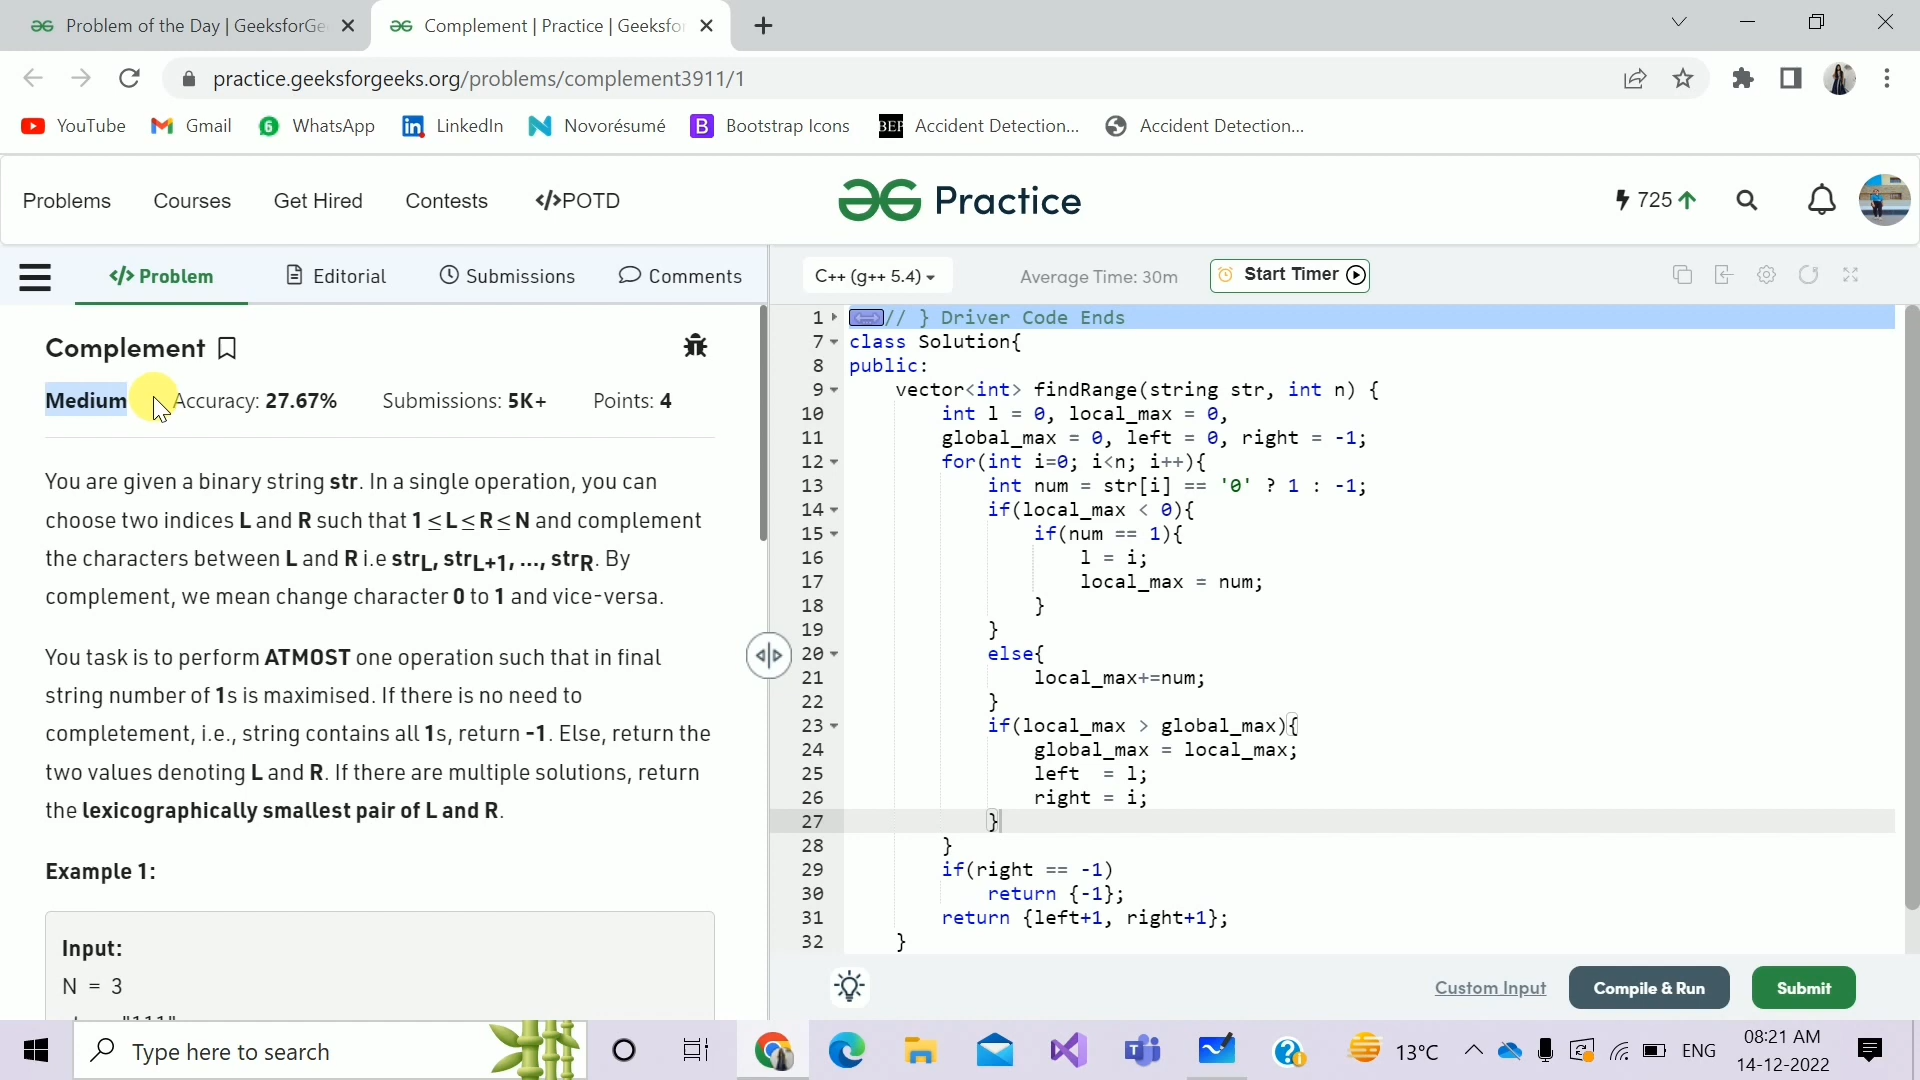 Problem of the Day | GeeksforGe
Complement | Practice | Geeksfor
practice.geeksforgeeks.org/problems/complement3911/1
YouTube Gmail WhatsApp LinkedIn Novorésumé Bootstrap Icons Accident Detection... Accident Detection...
Problems Courses Get Hired Contests </>POTD Practice 725
</> Problem Editorial Submissions Comments
C++ (g++ 5.4) Average Time: 30m Start Timer
Complement
Medium Accuracy: 27.67% Submissions: 5K+ Points: 4
You are given a binary string str. In a single operation, you can
choose two indices L and R such that 1 ≤ L ≤ R ≤ N and complement
the characters between L and R i.e strL, strL+1, ..., strR. By
complement, we mean change character 0 to 1 and vice-versa.
You task is to perform ATMOST one operation such that in final
string number of 1s is maximised. If there is no need to
completement, i.e., string contains all 1s, return -1. Else, return the
two values denoting L and R. If there are multiple solutions, return
the lexicographically smallest pair of L and R.
Example 1:
Input:
N = 3
1 // } Driver Code Ends
7 class Solution{
8 public:
9 vector<int> findRange(string str, int n) {
10 int l = 0, local_max = 0,
11 global_max = 0, left = 0, right = -1;
12 for(int i=0; i<n; i++){
13 int num = str[i] == '0' ? 1 : -1;
14 if(local_max < 0){
15 if(num == 1){
16 l = i;
17 local_max = num;
18 }
19 }
20 else{
21 local_max+=num;
22 }
23 if(local_max > global_max){
24 global_max = local_max;
25 left = l;
26 right = i;
27 }
28 }
29 if(right == -1)
30 return {-1};
31 return {left+1, right+1};
32 }
Custom Input Compile & Run Submit
Type here to search
13°C ENG
08:21 AM
14-12-2022